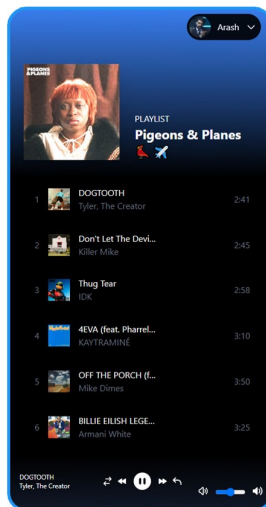 Arash
PIGEONS
&PLANES
PLAYLIST
Pigeons & Planes
1 DOGTOOTH 2:41
Tyler, The Creator
2 Don't Let The Devi... 2:45
Killer Mike
3 Thug Tear 2:58
IDK
4 4EVA (feat. Pharrel... 3:10
KAYTRAMINÉ
5 OFF THE PORCH (f... 3:50
Mike Dimes
6 BILLIE EILISH LEGE... 3:25
Armani White
DOGTOOTH
Tyler, The Creator